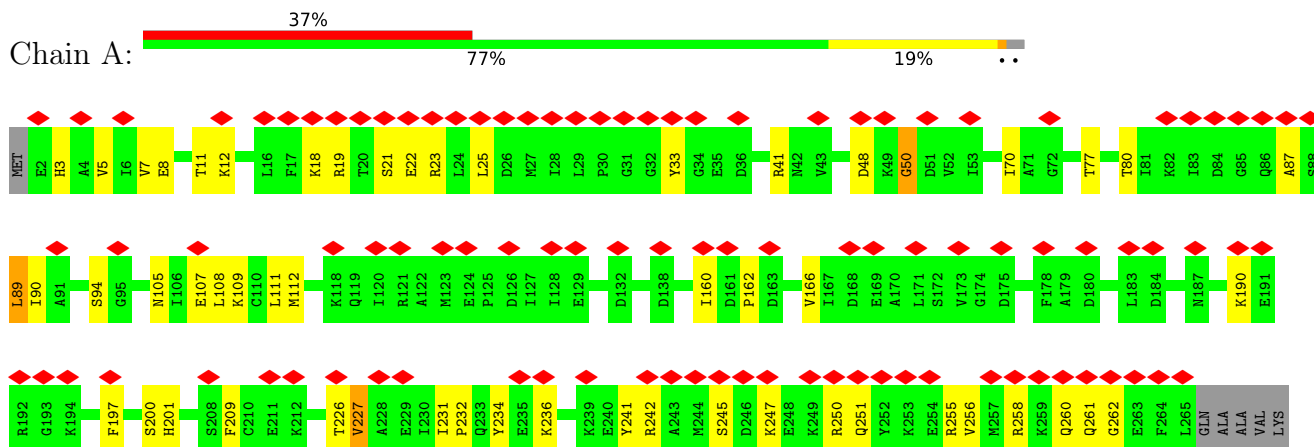 37%
Chain A:
77% 19% • •
MET E2 H3 A4 V5 I6 V7 E8 T11 K12 L16 F17 K18 R19 T20 S21 E22 R23 L24 L25 D26 M27 I28 L29 P30 G31 G32 Y33 G34 E35 D36 R41 N42 V43 D48 K49 G50 D51 V52 I53 I70 A71 G72 T77 T80 I81 K82 I83 D84 G85 Q86 A87 S88
L89 I90 A91 S94 G95 N105 I106 E107 L108 K109 C110 L111 M112 K118 Q119 I120 R121 A122 M123 E124 P125 D126 I127 I128 E129 D132 D138 I160 D161 P162 D163 V166 I167 D168 E169 A170 L171 S172 V173 G174 D175 F178 A179 D180 L183 D184 N187 K190 E191
R192 G193 K194 F197 S200 H201 S208 F209 C210 E211 K212 T226 V227 A228 E229 I230 I231 P232 Q233 Y234 E235 K236 K239 E240 Y241 R242 A243 M244 S245 D246 K247 E248 K249 R250 Q251 Y252 K253 E254 R255 V256 M257 R258 K259 Q260 Q261 G262 E263 F264 L265 GLN ALA ALA VAL LYS